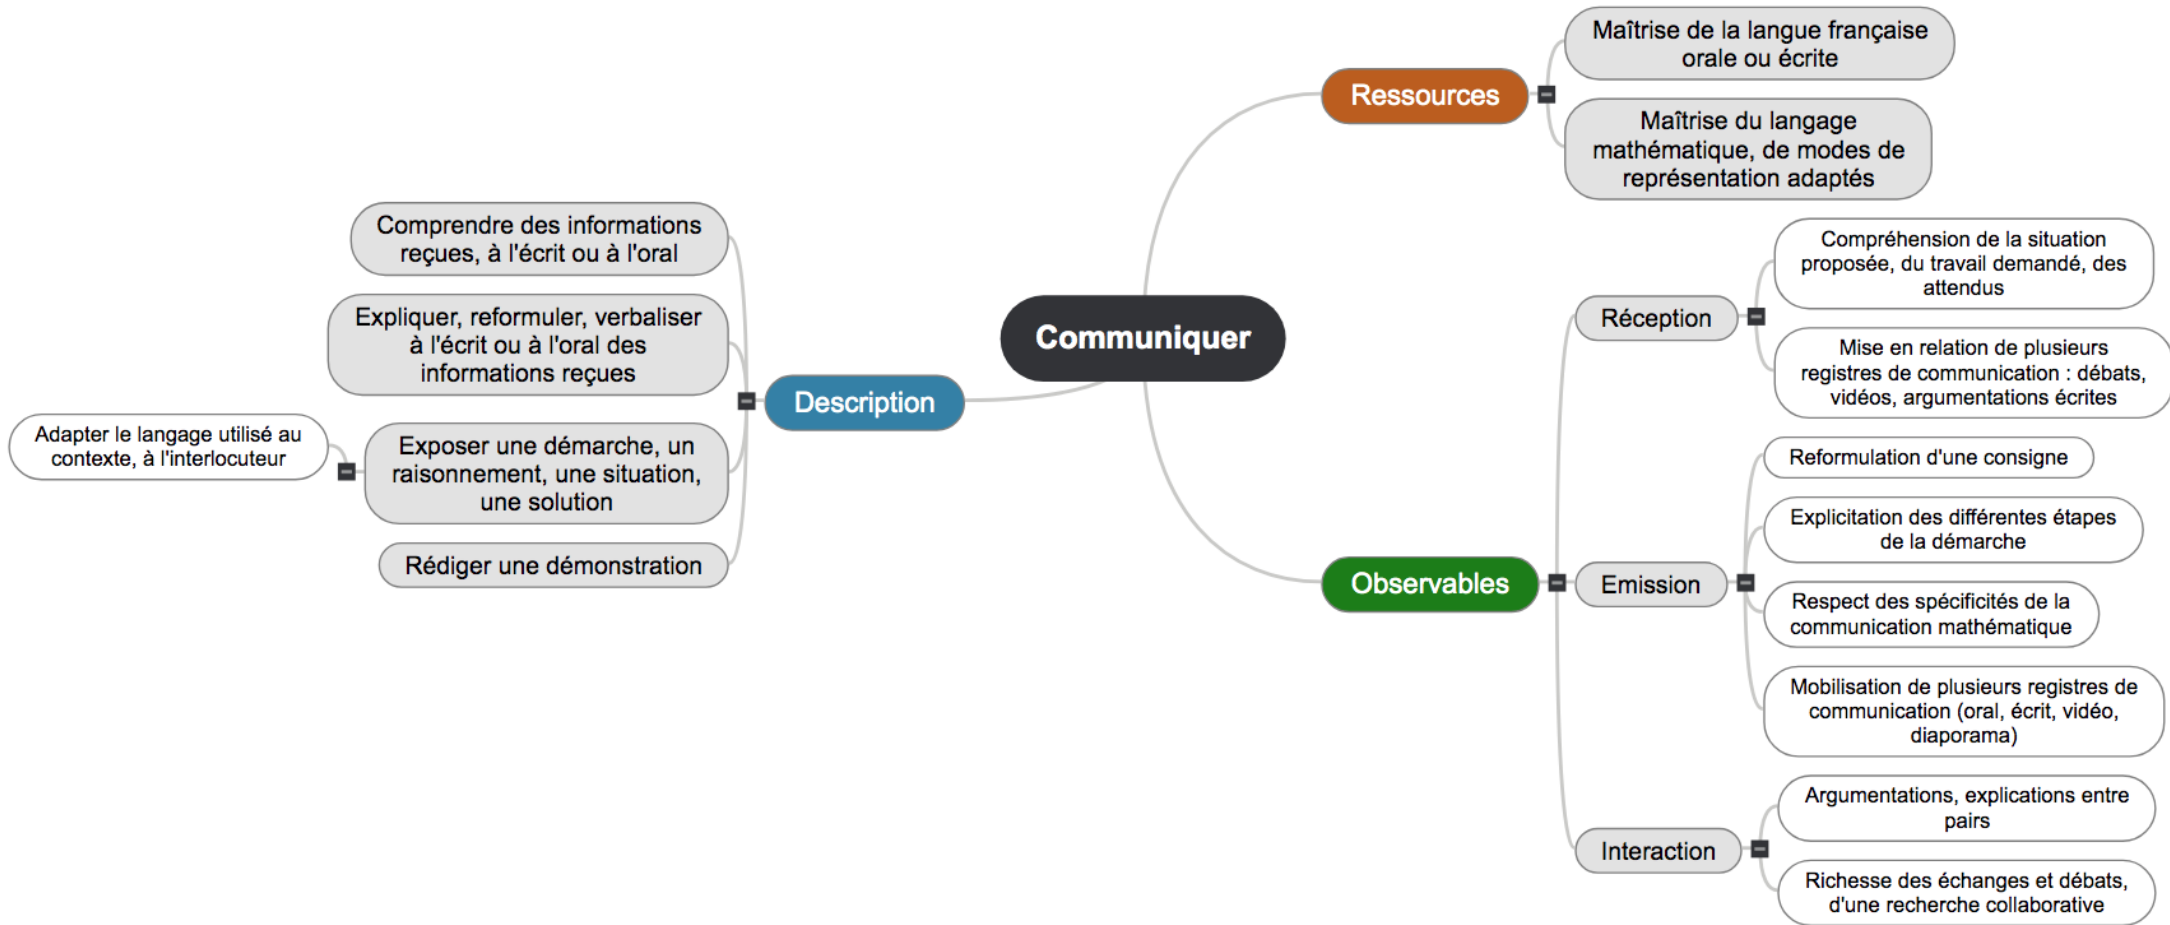 Communiquer
Description
Comprendre des informations
reçues, à l'écrit ou à l'oral
Expliquer, reformuler, verbaliser
à l'écrit ou à l'oral des
informations reçues
Exposer une démarche, un
raisonnement, une situation,
une solution
Adapter le langage utilisé au
contexte, à l'interlocuteur
Rédiger une démonstration
Ressources
Maîtrise de la langue française
orale ou écrite
Maîtrise du langage
mathématique, de modes de
représentation adaptés
Observables
Réception
Compréhension de la situation
proposée, du travail demandé, des
attendus
Mise en relation de plusieurs
registres de communication : débats,
vidéos, argumentations écrites
Emission
Reformulation d'une consigne
Explicitation des différentes étapes
de la démarche
Respect des spécificités de la
communication mathématique
Mobilisation de plusieurs registres de
communication (oral, écrit, vidéo,
diaporama)
Interaction
Argumentations, explications entre
pairs
Richesse des échanges et débats,
d'une recherche collaborative